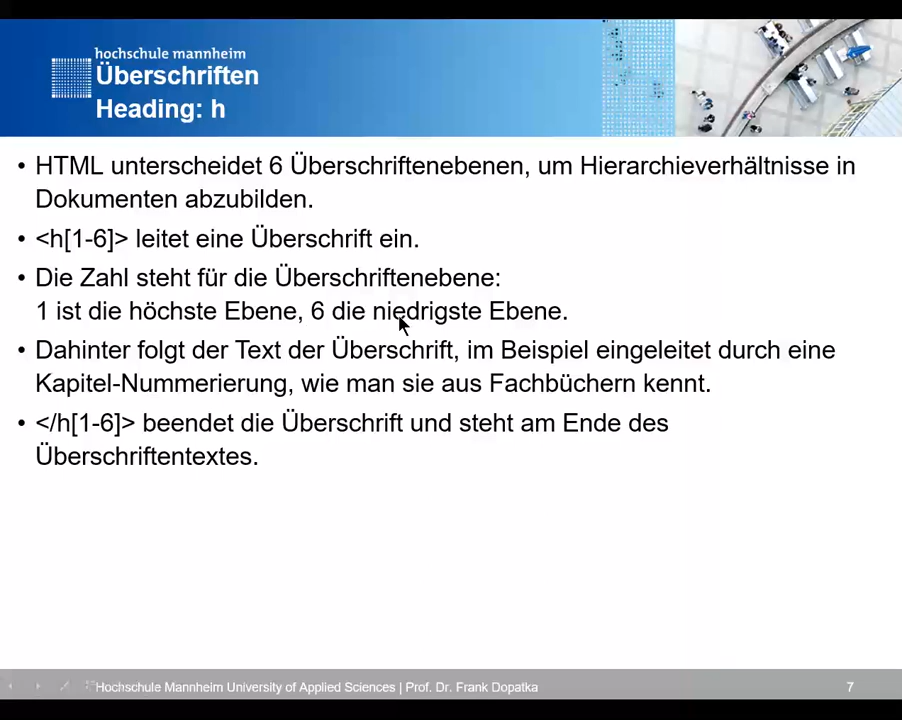 hochschule mannheim
Überschriften
Heading: h
• HTML unterscheidet 6 Überschriftenebenen, um Hierarchieverhältnisse in
Dokumenten abzubilden.
• <h[1-6]> leitet eine Überschrift ein.
• Die Zahl steht für die Überschriftenebene:
1 ist die höchste Ebene, 6 die niedrigste Ebene.
• Dahinter folgt der Text der Überschrift, im Beispiel eingeleitet durch eine
Kapitel-Nummerierung, wie man sie aus Fachbüchern kennt.
• </h[1-6]> beendet die Überschrift und steht am Ende des
Überschriftentextes.
Hochschule Mannheim University of Applied Sciences | Prof. Dr. Frank Dopatka 7